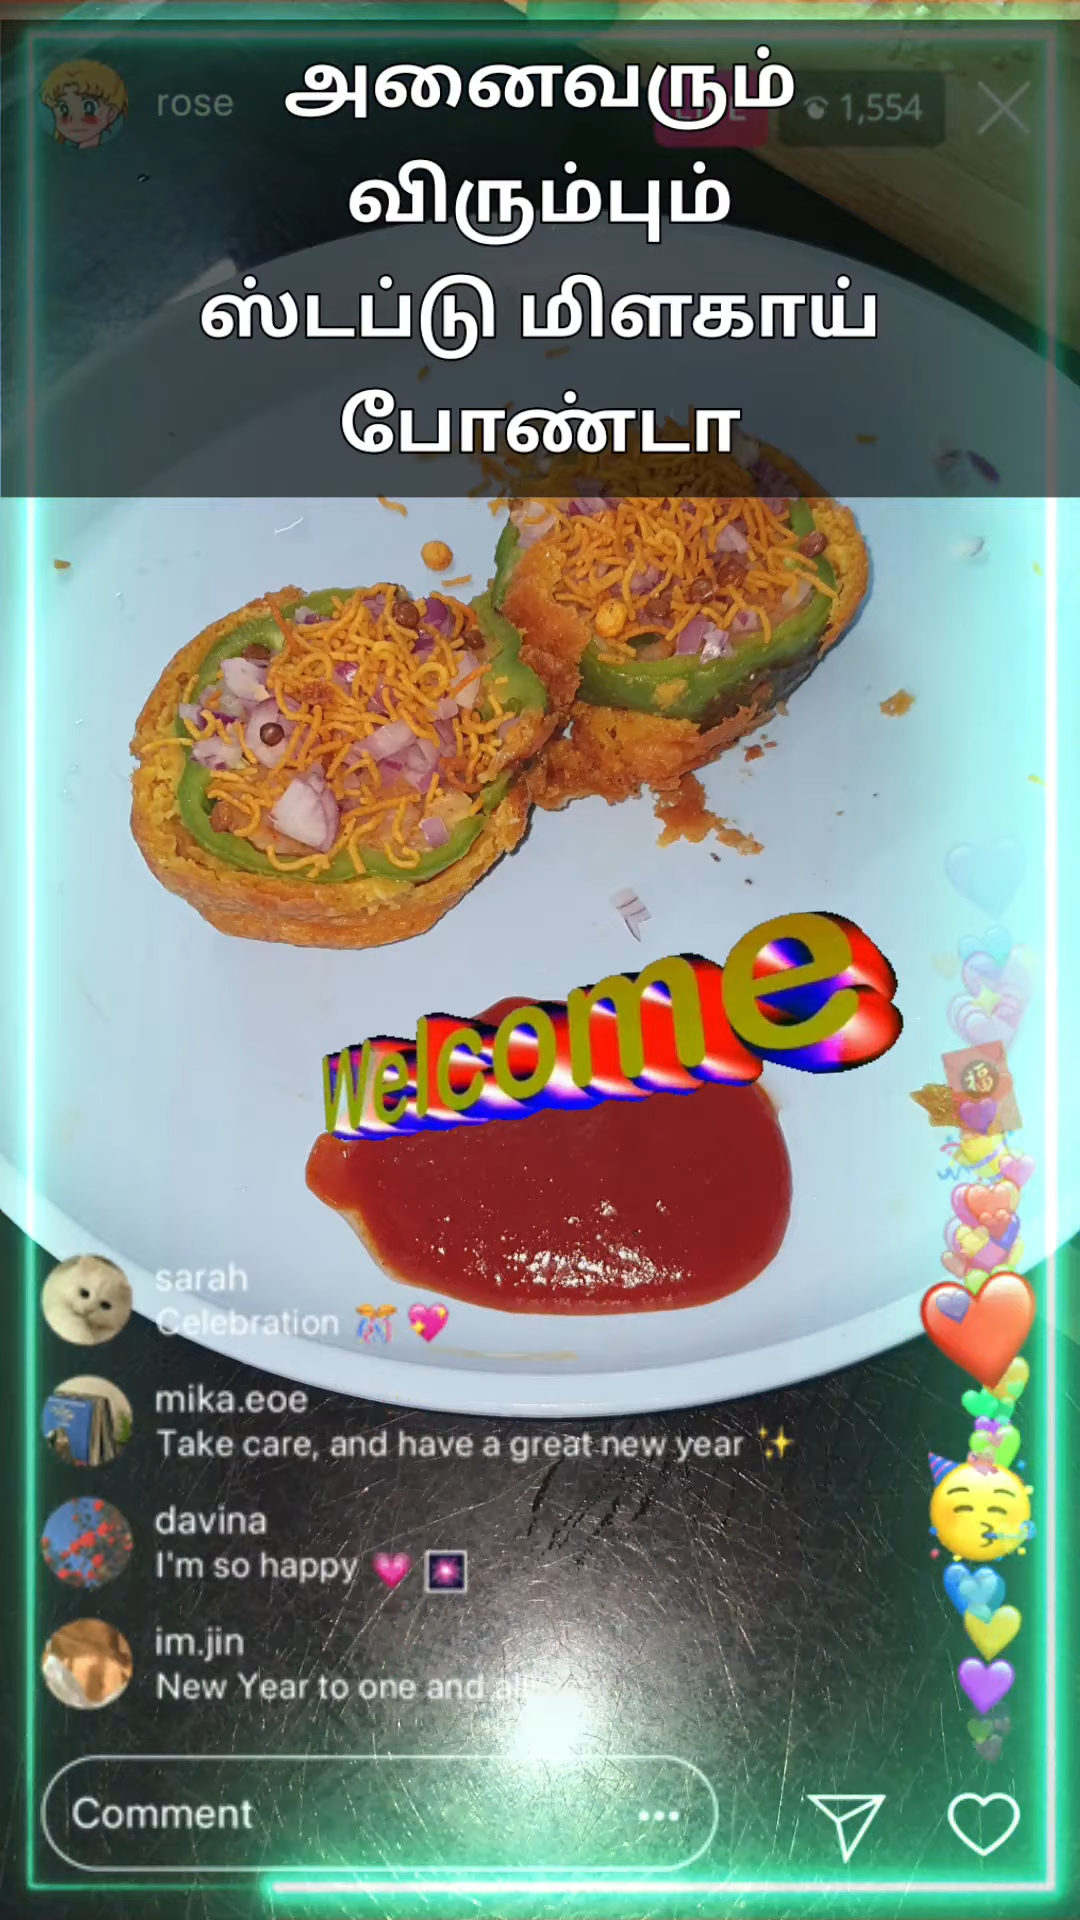 அனைவரும்
rose
1,554
விரும்பும்
ஸ்டப்டு மிளகாய்
போண்டா
Welcome
sarah
Celebration
mika.eoe
Take care, and have a great new year
davina
I'm so happy
im.jin
New Year to one and all
Comment
福